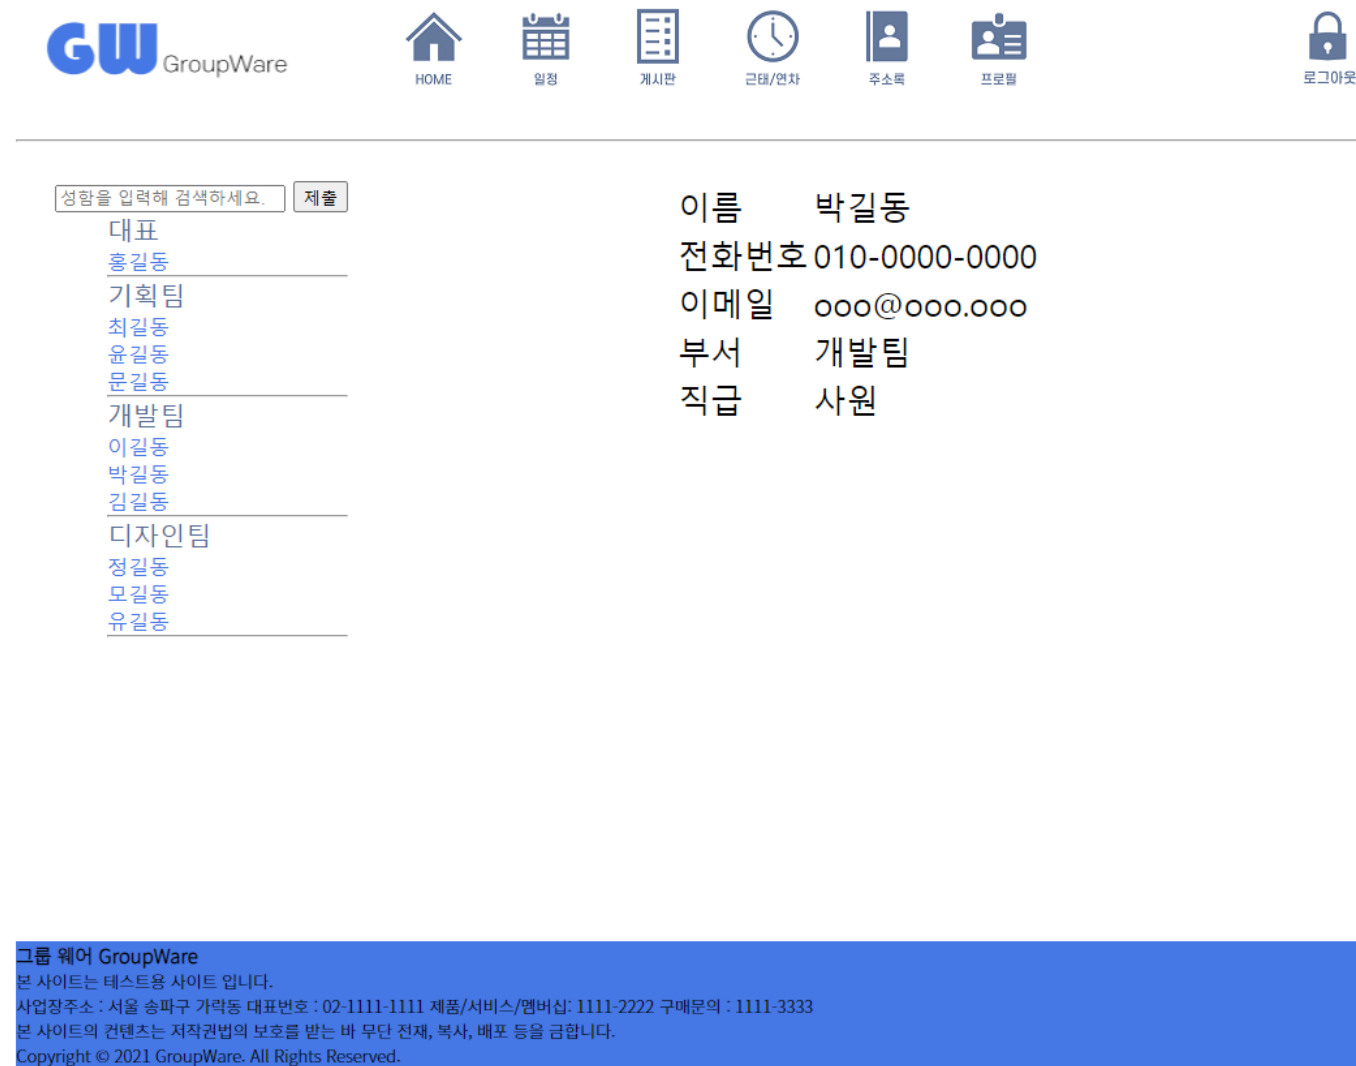 GW GroupWare
HOME 일정 게시판 근태/연차 주소록 프로필 로그아웃
성함을 입력해 검색하세요. 제출
대표
홍길동
기획팀
최길동
윤길동
문길동
개발팀
이길동
박길동
김길동
디자인팀
정길동
모길동
유길동
이름 박길동
전화번호 010-0000-0000
이메일 ooo@ooo.ooo
부서 개발팀
직급 사원
그룹 웨어 GroupWare
본 사이트는 테스트용 사이트 입니다.
사업장주소 : 서울 송파구 가락동 대표번호 : 02-1111-1111 제품/서비스/멤버십: 1111-2222 구매문의 : 1111-3333
본 사이트의 컨텐츠는 저작권법의 보호를 받는 바 무단 전재, 복사, 배포 등을 금합니다.
Copyright © 2021 GroupWare. All Rights Reserved.